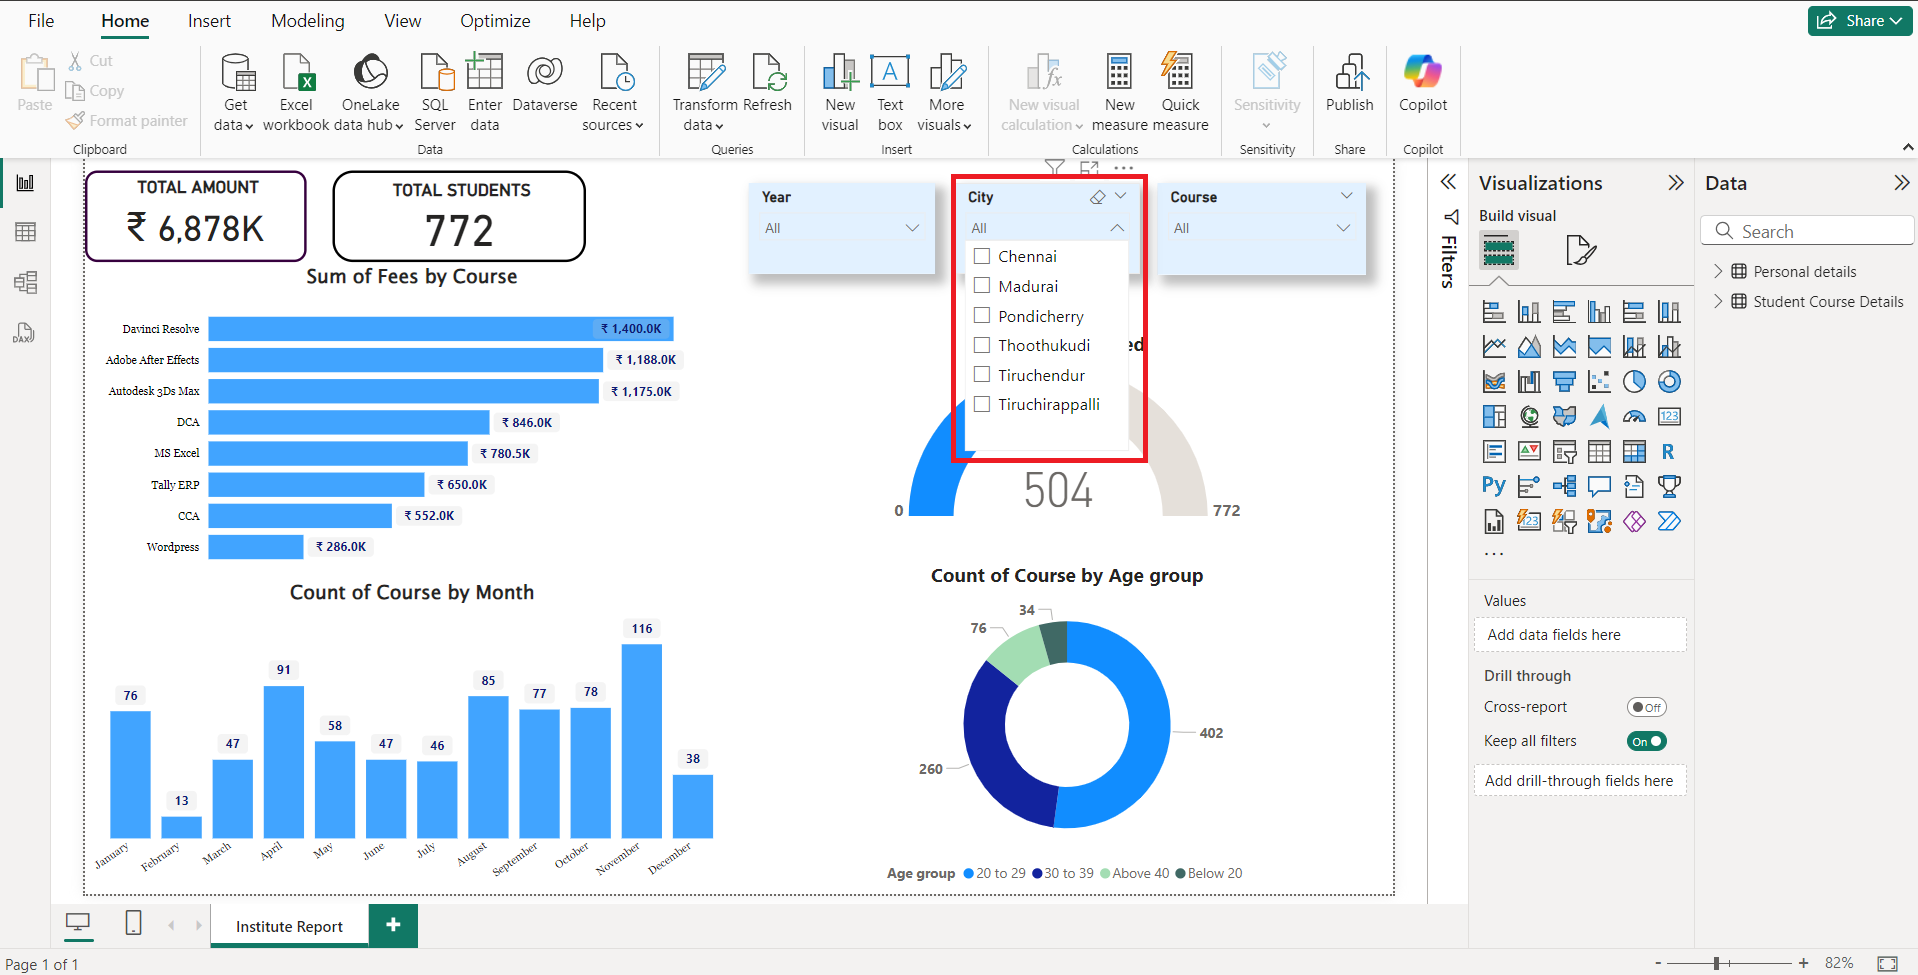 File Home Insert Modeling View Optimize Help Share
Paste
Cut
Copy
Format painter
Clipboard
Get data
Excel workbook
OneLake data hub
SQL Server
Enter data
Dataverse
Recent sources
Data
Transform data
Refresh
Queries
New visual
Text box
More visuals
Insert
New visual calculation
New measure
Quick measure
Calculations
Sensitivity
Sensitivity
Publish
Share
Copilot
Copilot
TOTAL AMOUNT
₹ 6,878K
TOTAL STUDENTS
772
Year
All
City
All
Chennai
Madurai
Pondicherry
Thoothukudi
Tiruchendur
Tiruchirappalli
Course
All
Sum of Fees by Course
Davinci Resolve ₹ 1,400.0K
Adobe After Effects ₹ 1,188.0K
Autodesk 3Ds Max ₹ 1,175.0K
DCA ₹ 846.0K
MS Excel ₹ 780.5K
Tally ERP ₹ 650.0K
CCA ₹ 552.0K
Wordpress ₹ 286.0K
ed
0 504 772
Count of Course by Month
76 13 47 91 58 47 46 85 77 78 116 38
January February March April May June July August September October November December
Count of Course by Age group
34
76
402
260
Age group 20 to 29 30 to 39 Above 40 Below 20
Filters
Visualizations
Build visual
123
R
Py
123
...
Values
Add data fields here
Drill through
Cross-report Off
Keep all filters On
Add drill-through fields here
Data
Search
Personal details
Student Course Details
DAX
Institute Report +
Page 1 of 1
- + 82%